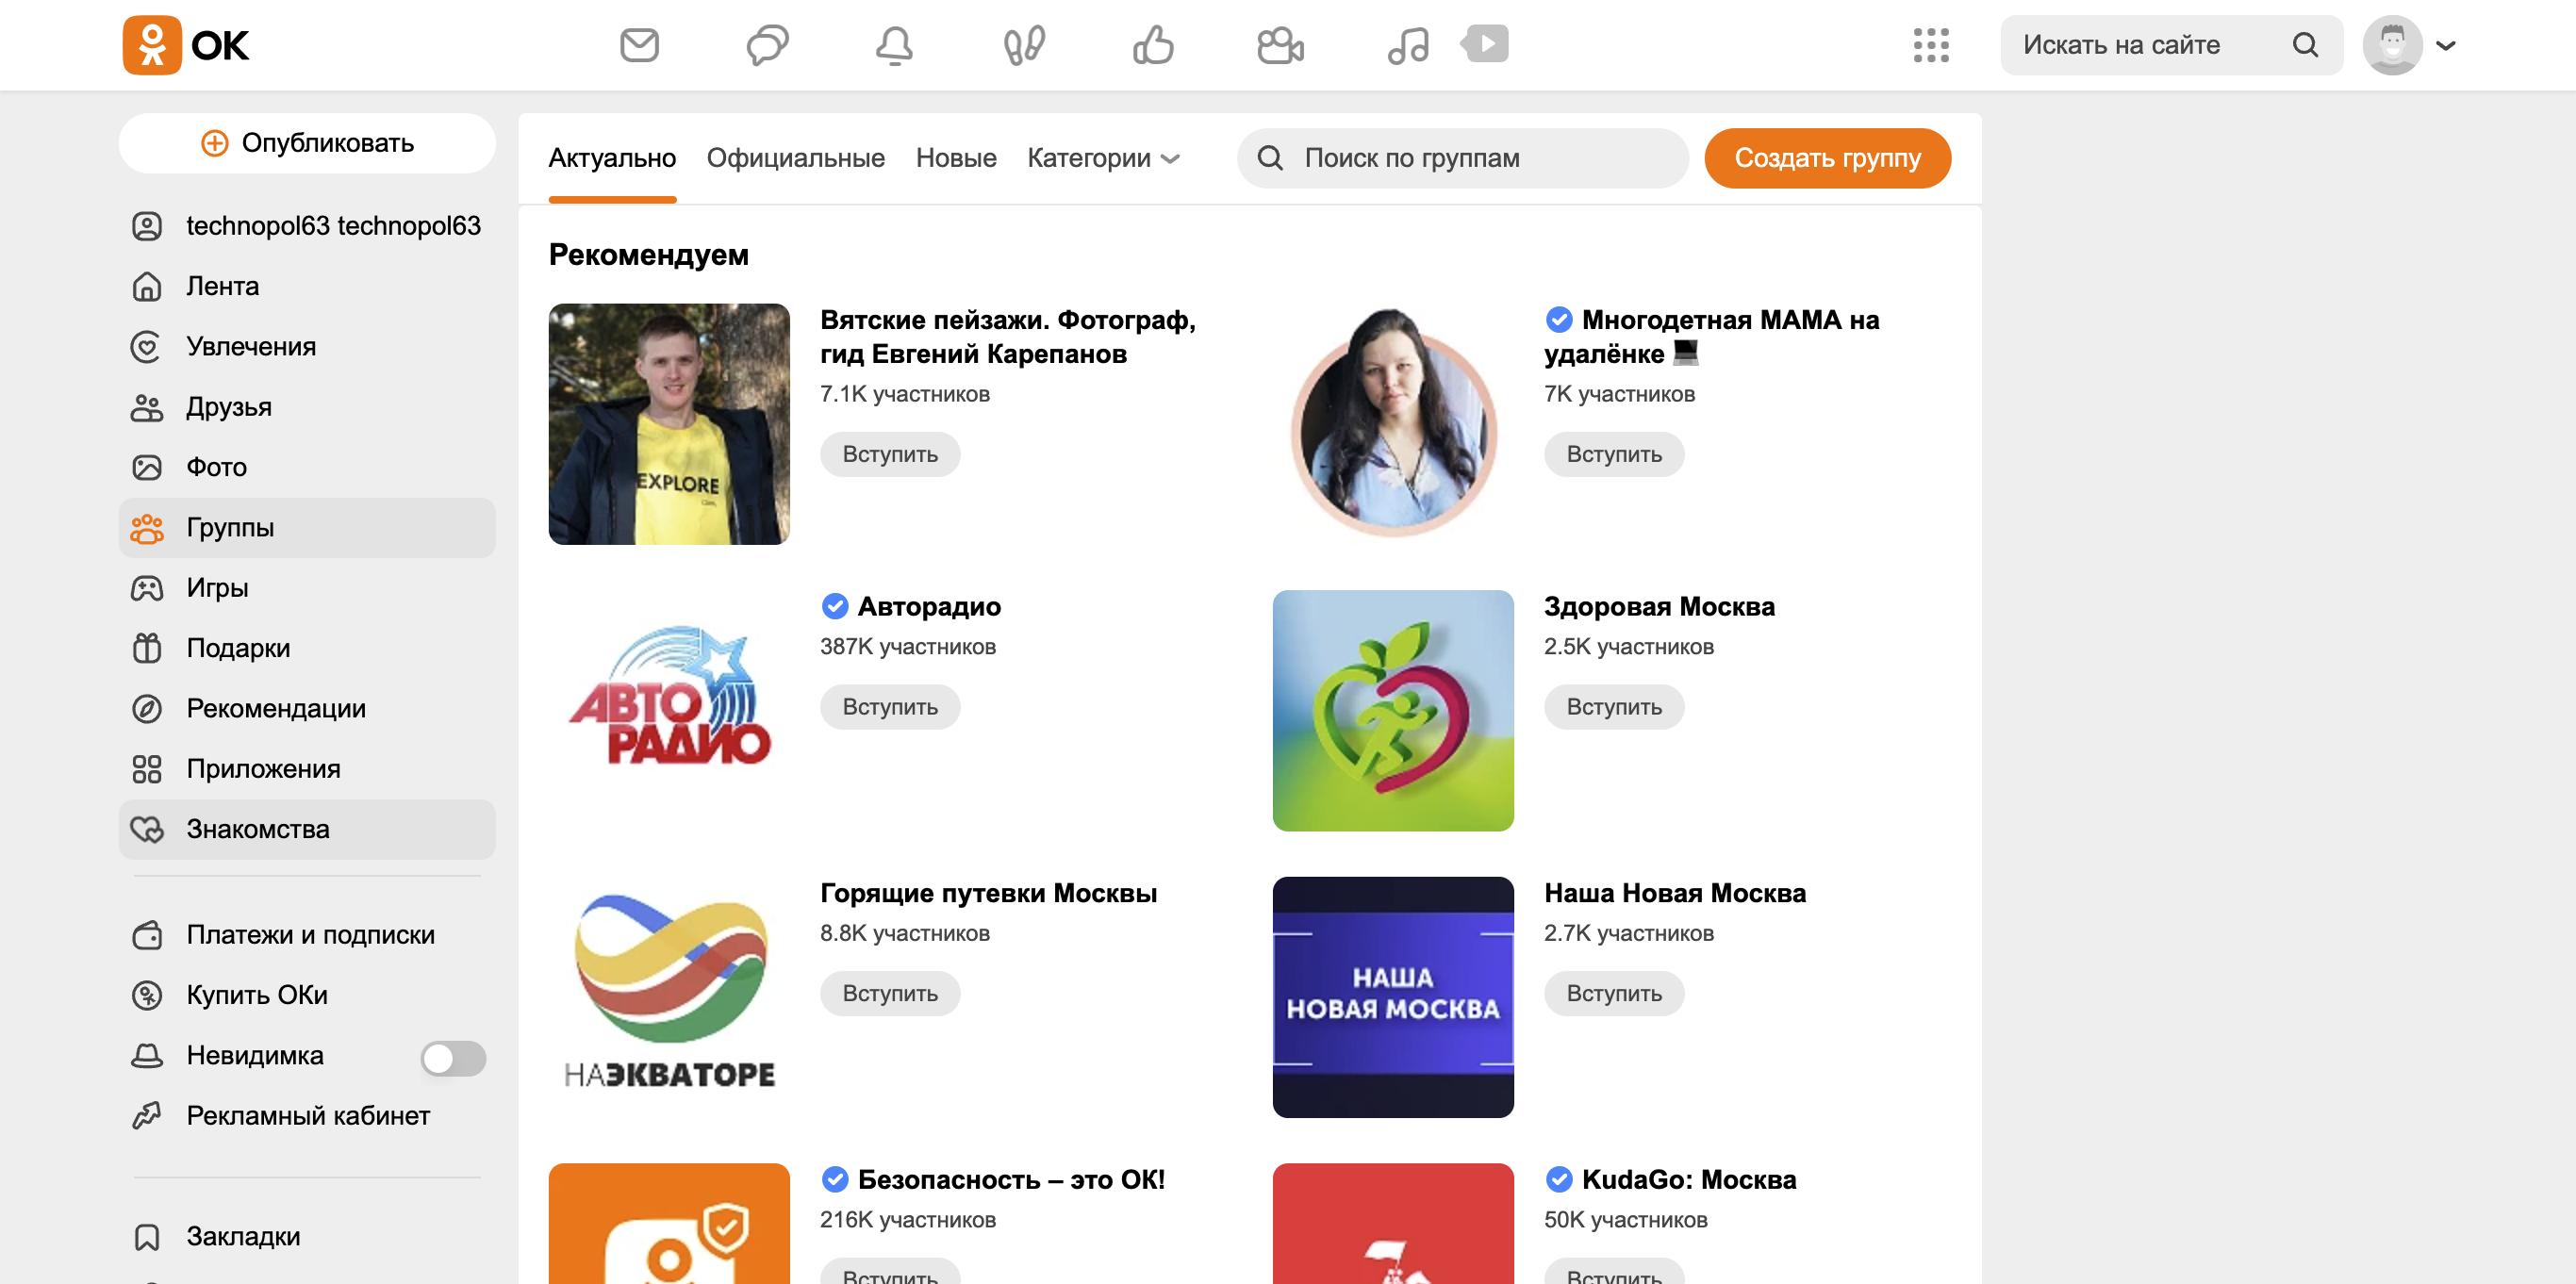 ОК
Искать на сайте
Опубликовать
technopol63 technopol63
Лента
Увлечения
Друзья
Фото
Группы
Игры
Подарки
Рекомендации
Приложения
Знакомства
Платежи и подписки
Купить ОКи
Невидимка
Рекламный кабинет
Закладки
Актуально
Официальные
Новые
Категории
Поиск по группам
Создать группу
Рекомендуем
EXPLORE
Вятские пейзажи. Фотограф,
гид Евгений Карепанов
7.1K участников
Вступить
Многодетная МАМА на
удалёнке
7K участников
Вступить
АВТО
РАДИО
Авторадио
387K участников
Вступить
Здоровая Москва
2.5K участников
Вступить
НАЭКВАТОРЕ
Горящие путевки Москвы
8.8K участников
Вступить
НАША
НОВАЯ МОСКВА
Наша Новая Москва
2.7K участников
Вступить
Безопасность – это ОК!
216K участников
Вступить
KudaGo: Москва
50K участников
Вступить